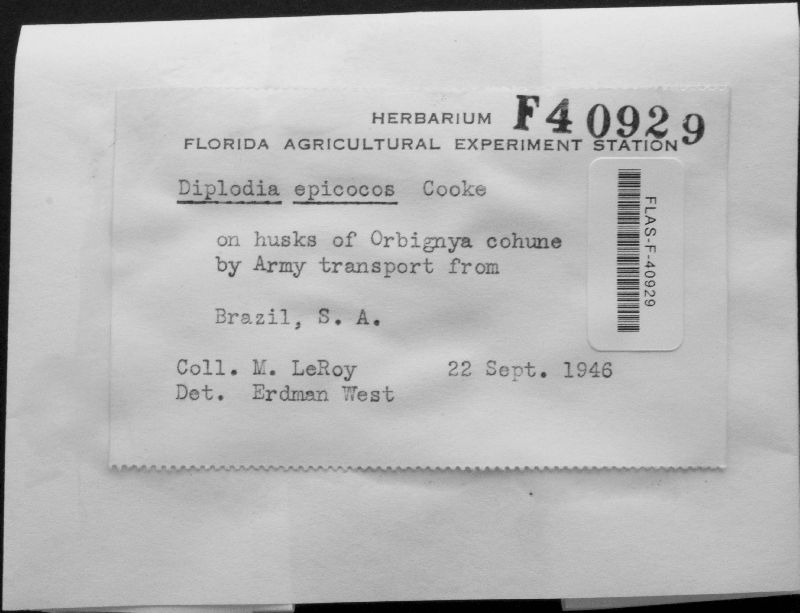 HERBARIUM F40929
FLORIDA AGRICULTURAL EXPERIMENT STATION
Diplodia epicocos Cooke
on husks of Orbignya cohune
by Army transport from
Brazil, S. A.
Coll. M. LeRoy 22 Sept. 1946
Det. Erdman West
FLAS-F-40929